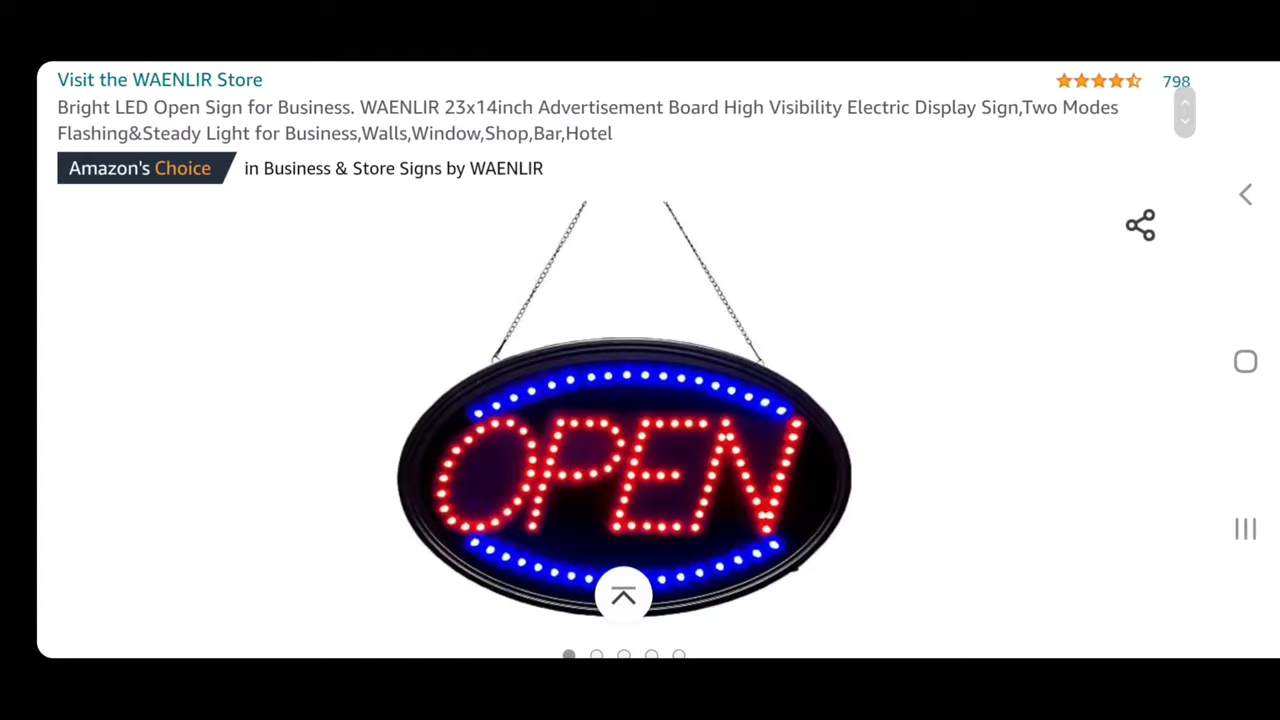 Visit the WAENLIR Store
798
Bright LED Open Sign for Business. WAENLIR 23x14inch Advertisement Board High Visibility Electric Display Sign,Two Modes
Flashing&Steady Light for Business,Walls,Window,Shop,Bar,Hotel
Amazon's Choice in Business & Store Signs by WAENLIR
OPEN